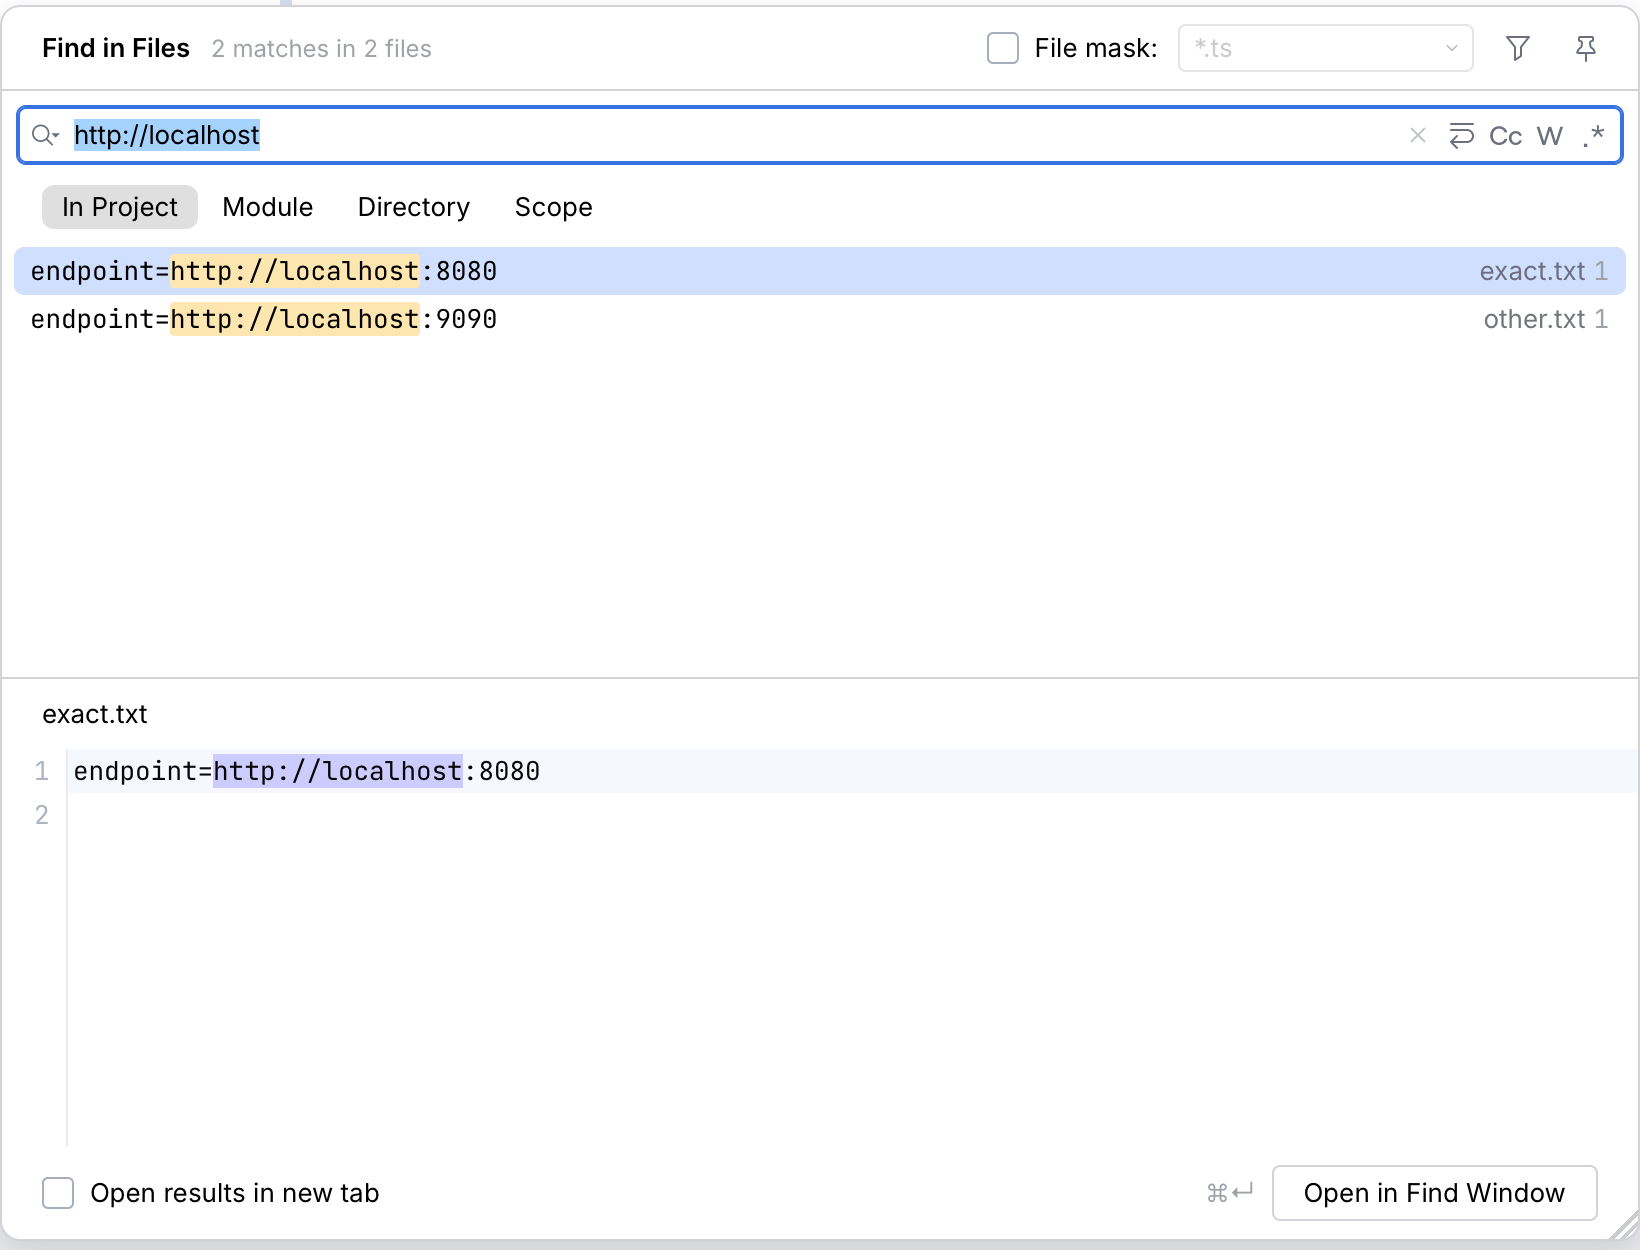 Find in Files 2 matches in 2 files File mask: *.ts
http://localhost Cc W .*
In Project Module Directory Scope
endpoint=http://localhost:8080 exact.txt 1
endpoint=http://localhost:9090 other.txt 1
exact.txt
1 endpoint=http://localhost:8080
2
Open results in new tab ⌘↵ Open in Find Window